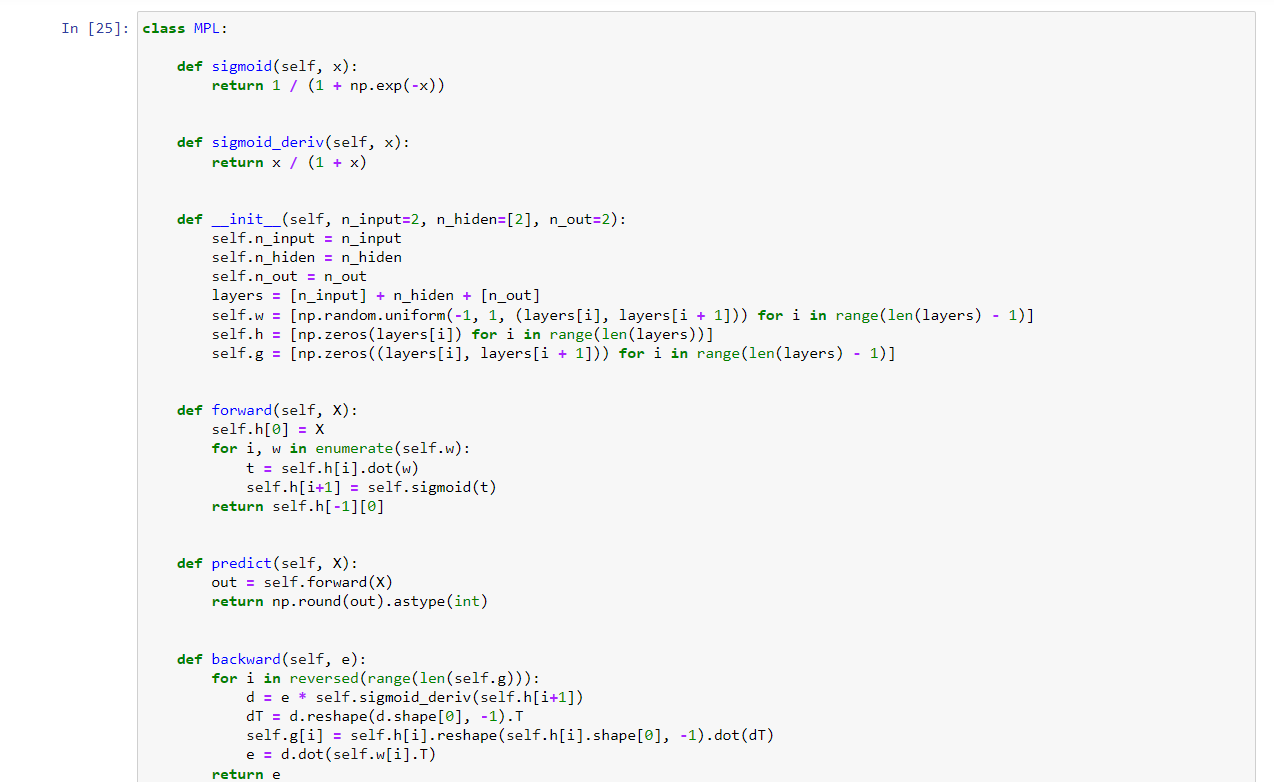 In [25]: class MPL:
    def sigmoid(self, x):
        return 1 / (1 + np.exp(-x))
    def sigmoid_deriv(self, x):
        return x / (1 + x)
    def __init__(self, n_input=2, n_hiden=[2], n_out=2):
        self.n_input = n_input
        self.n_hiden = n_hiden
        self.n_out = n_out
        layers = [n_input] + n_hiden + [n_out]
        self.w = [np.random.uniform(-1, 1, (layers[i], layers[i + 1])) for i in range(len(layers) - 1)]
        self.h = [np.zeros(layers[i]) for i in range(len(layers))]
        self.g = [np.zeros((layers[i], layers[i + 1])) for i in range(len(layers) - 1)]
    def forward(self, X):
        self.h[0] = X
        for i, w in enumerate(self.w):
            t = self.h[i].dot(w)
            self.h[i+1] = self.sigmoid(t)
        return self.h[-1][0]
    def predict(self, X):
        out = self.forward(X)
        return np.round(out).astype(int)
    def backward(self, e):
        for i in reversed(range(len(self.g))):
            d = e * self.sigmoid_deriv(self.h[i+1])
            dT = d.reshape(d.shape[0], -1).T
            self.g[i] = self.h[i].reshape(self.h[i].shape[0], -1).dot(dT)
            e = d.dot(self.w[i].T)
        return e